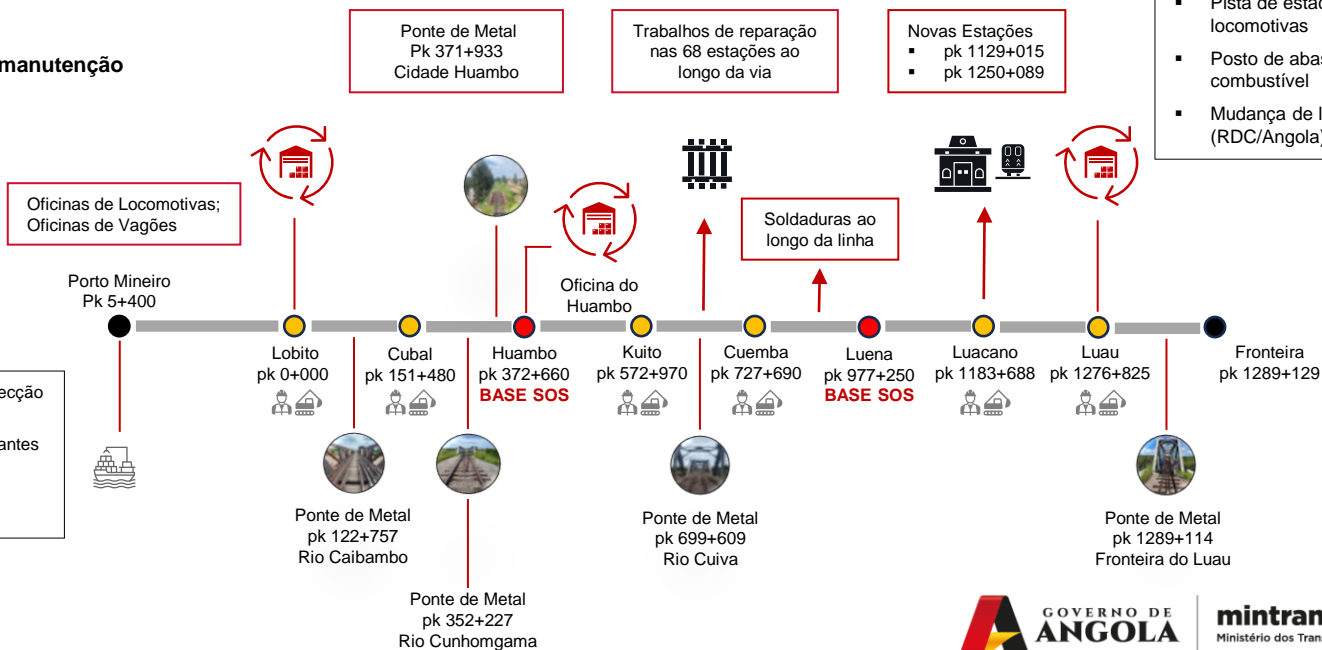 manutenção
Ponte de Metal
Pk 371+933
Cidade Huambo
Trabalhos de reparação
nas 68 estações ao
longo da via
Novas Estações
▪ pk 1129+015
▪ pk 1250+089
▪ Pista de
locomotivas
▪ Posto de
combustível
▪ Mudança de
(RDC/Angola)
Oficinas de Locomotivas;
Oficinas de Vagões
Soldaduras ao
longo da linha
Oficina do
Huambo
Porto Mineiro
Pk 5+400
Lobito
pk 0+000
Cubal
pk 151+480
Huambo
pk 372+660
BASE SOS
Kuito
pk 572+970
Cuemba
pk 727+690
Luena
pk 977+250
BASE SOS
Luacano
pk 1183+688
Luau
pk 1276+825
Fronteira
pk 1289+129
Ponte de Metal
pk 122+757
Rio Caibambo
Ponte de Metal
pk 352+227
Rio Cunhomgama
Ponte de Metal
pk 699+609
Rio Cuiva
Ponte de Metal
pk 1289+114
Fronteira do Luau
GOVERNO DE
ANGOLA
Ministério dos